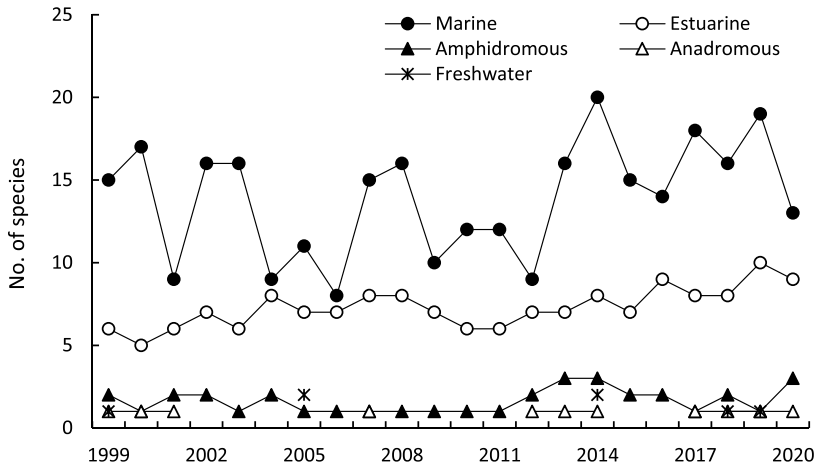 25
20
15
10
5
0
No. of species
Marine
Estuarine
Amphidromous
Anadromous
Freshwater
1999 2002 2005 2008 2011 2014 2017 2020